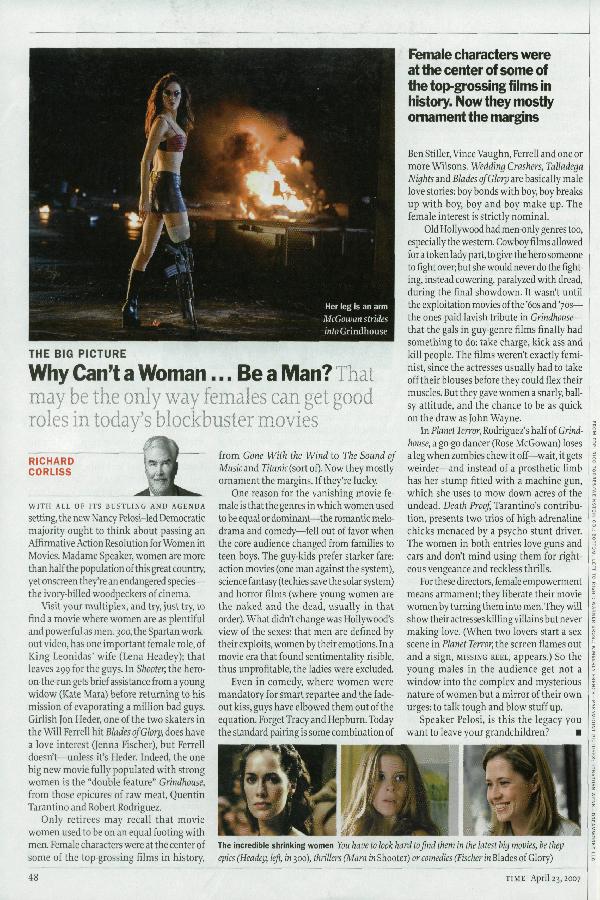 Her leg is an arm
McGowan strides
into Grindhouse
THE BIG PICTURE
Why Can't a Woman ... Be a Man? That
may be the only way females can get good
roles in today's blockbuster movies
RICHARD
CORLISS
WITH ALL OF ITS BUSTLING AND AGENDA
setting, the new Nancy Pelosi–led Democratic
majority ought to think about passing an
Affirmative Action Resolution for Women in
Movies. Madame Speaker, women are more
than half the population of this great country,
yet onscreen they're an endangered species—
the ivory-billed woodpeckers of cinema.
Visit your multiplex, and try, just try, to
find a movie where women are as plentiful
and powerful as men. 300, the Spartan work-
out video, has one important female role, of
King Leonidas' wife (Lena Headey); that
leaves 299 for the guys. In Shooter, the hero-
on-the-run gets brief assistance from a young
widow (Kate Mara) before returning to his
mission of evaporating a million bad guys.
Girlish Jon Heder, one of the two skaters in
the Will Ferrell hit Blades of Glory, does have
a love interest (Jenna Fischer), but Ferrell
doesn't—unless it's Heder. Indeed, the one
big new movie fully populated with strong
women is the "double feature" Grindhouse,
from those epicures of raw meat, Quentin
Tarantino and Robert Rodriguez.
Only retirees may recall that movie
women used to be on an equal footing with
men. Female characters were at the center of
some of the top-grossing films in history,
from Gone With the Wind to The Sound of
Music and Titanic (sort of). Now they mostly
ornament the margins. If they're lucky.
One reason for the vanishing movie fe-
male is that the genres in which women used
to be equal or dominant—the romantic melo-
drama and comedy—fell out of favor when
the core audience changed from families to
teen boys. The guy-kids prefer starker fare:
action movies (one man against the system),
science fantasy (techies save the solar system)
and horror films (where young women are
the naked and the dead, usually in that
order). What didn't change was Hollywood's
view of the sexes: that men are defined by
their exploits, women by their emotions. In a
movie era that found sentimentality risible,
thus unprofitable, the ladies were excluded.
Even in comedy, where women were
mandatory for smart repartee and the fade-
out kiss, guys have elbowed them out of the
equation. Forget Tracy and Hepburn. Today
the standard pairing is some combination of
Female characters were
at the center of some of
the top-grossing films in
history. Now they mostly
ornament the margins
Ben Stiller, Vince Vaughn, Ferrell and one or
more Wilsons. Wedding Crashers, Talladega
Nights and Blades of Glory are basically male
love stories: boy bonds with boy, boy breaks
up with boy, boy and boy make up. The
female interest is strictly nominal.
Old Hollywood had men-only genres too,
especially the western. Cowboy films allowed
for a token lady part, to give the hero someone
to fight over; but she would never do the fight-
ing, instead cowering, paralyzed with dread,
during the final showdown. It wasn't until
the exploitation movies of the '60s and '70s—
the ones paid lavish tribute in Grindhouse—
that the gals in guy-genre films finally had
something to do: take charge, kick ass and
kill people. The films weren't exactly femi-
nist, since the actresses usually had to take
off their blouses before they could flex their
muscles. But they gave women a snarly, ball-
sy attitude, and the chance to be as quick
on the draw as John Wayne.
In Planet Terror, Rodriguez's half of Grind-
house, a go go dancer (Rose McGowan) loses
a leg when zombies chew it off—wait, it gets
weirder—and instead of a prosthetic limb
has her stump fitted with a machine gun,
which she uses to mow down acres of the
undead. Death Proof, Tarantino's contribu-
tion, presents two trios of high-adrenaline
chicks menaced by a psycho stunt driver.
The women in both entries love guns and
cars and don't mind using them for right-
eous vengeance and reckless thrills.
For these directors, female empowerment
means armament; they liberate their movie
women by turning them into men. They will
show their actresses killing villains but never
making love. (When two lovers start a sex
scene in Planet Terror, the screen flames out
and a sign, MISSING REEL, appears.) So the
young males in the audience get not a
window into the complex and mysterious
nature of women but a mirror of their own
urges: to talk tough and blow stuff up.
Speaker Pelosi, is this the legacy you
want to leave your grandchildren? ■
The incredible shrinking women You have to look hard to find them in the latest big movies, be they
epics (Headey, left, in 300), thrillers (Mara in Shooter) or comedies (Fischer in Blades of Glory)
48
TIME April 23, 2007